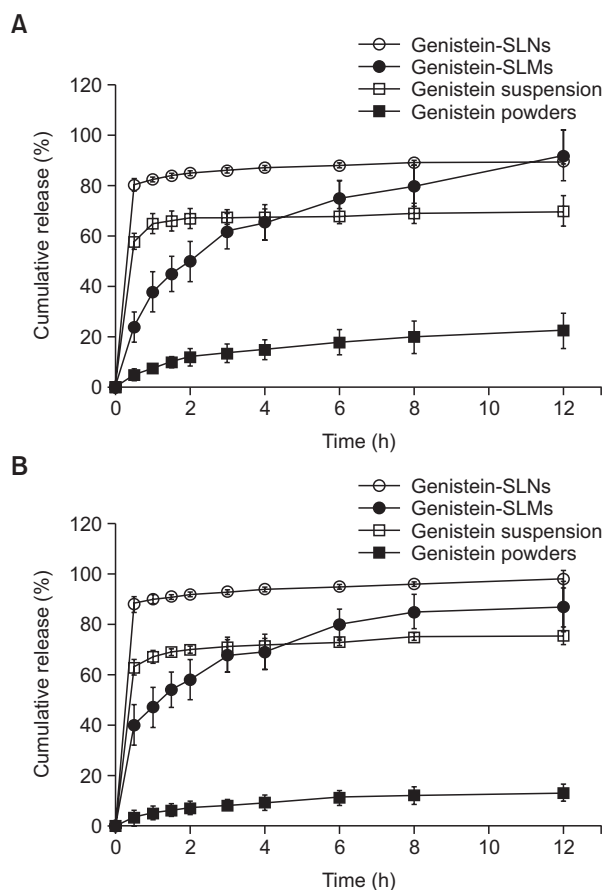 A
Genistein-SLNs
Genistein-SLMs
Genistein suspension
Genistein powders
120
100
80
60
40
20
0
Cumulative release (%)
0 2 4 6 8 10 12
Time (h)
B
Genistein-SLNs
Genistein-SLMs
Genistein suspension
Genistein powders
120
100
80
60
40
20
0
Cumulative release (%)
0 2 4 6 8 10 12
Time (h)